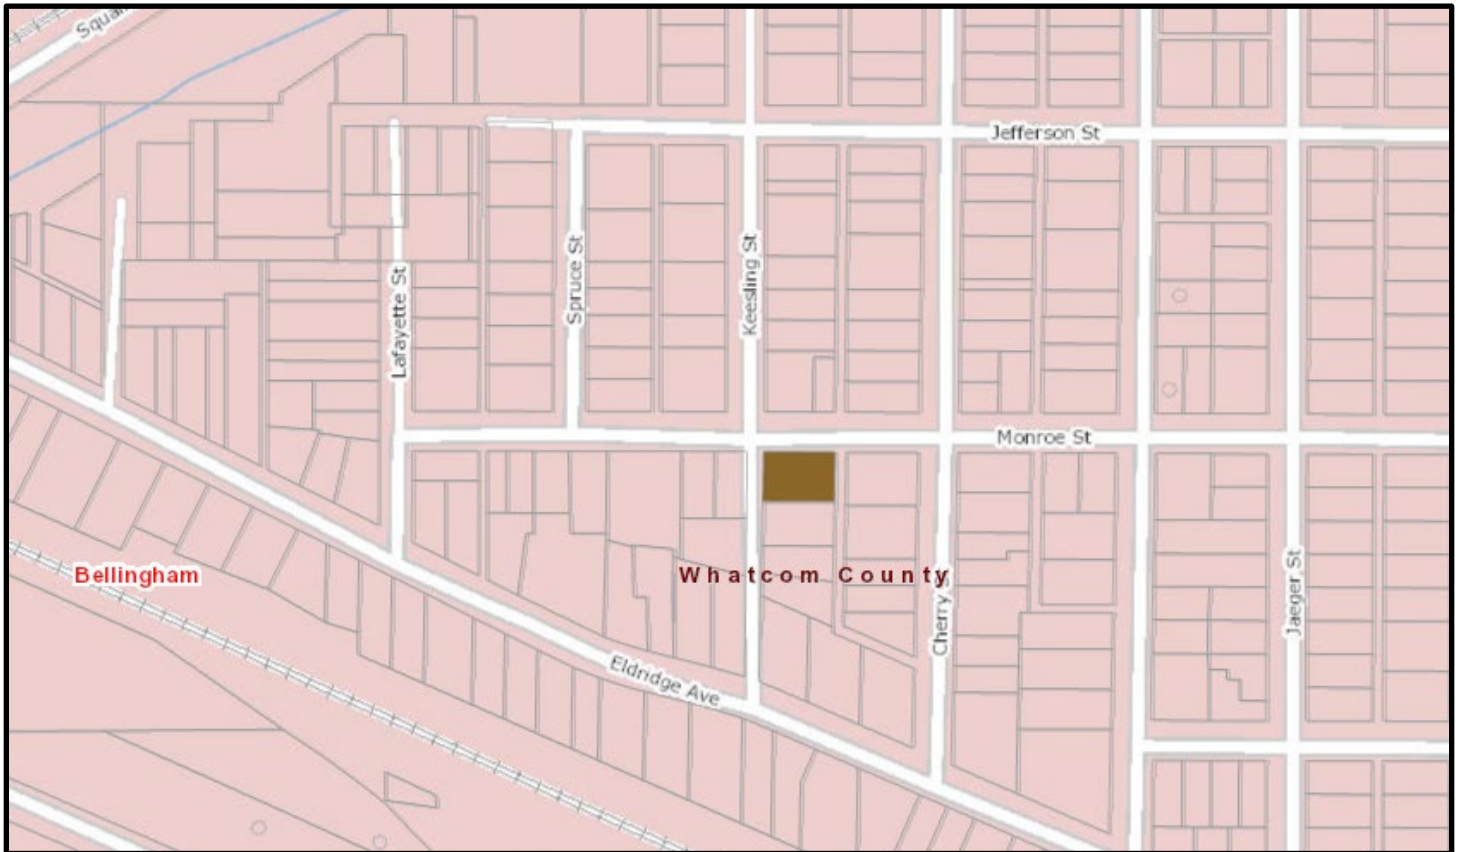 Jefferson St
Spruce St
Keesling St
Lafayette St
Monroe St
Bellingham
Whatcom County
Cherry
Jaeger St
Eldridge Ave